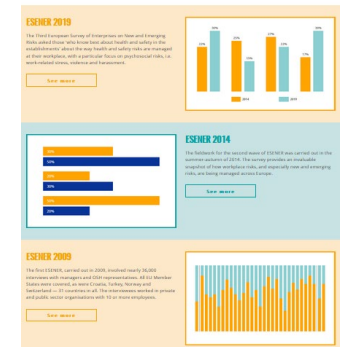 ESENER 2019
The Third European Survey of Enterprises on New and Emerging
Risks asked those who know best about health and safety in the
establishments' about the way health and safety risks are managed
at their workplace, with a particular focus on psychosocial risks, i.e.
work-related stress, violence and harassment.
See more
ESENER 2014
The fieldwork for the second wave of ESENER was carried out in the
summer-autumn of 2014. The survey provides an invaluable
snapshot of how workplace risks, and especially new and emerging
risks, are being managed across Europe.
See more
ESENER 2009
The first ESENER, carried out in 2009, involved nearly 36,000
interviews with managers and OSH representatives. All EU Member
States were covered, as were Croatia, Turkey, Norway and
Switzerland — 31 countries in all. The interviewees worked in private
and public sector organisations with 10 or more employees.
See more